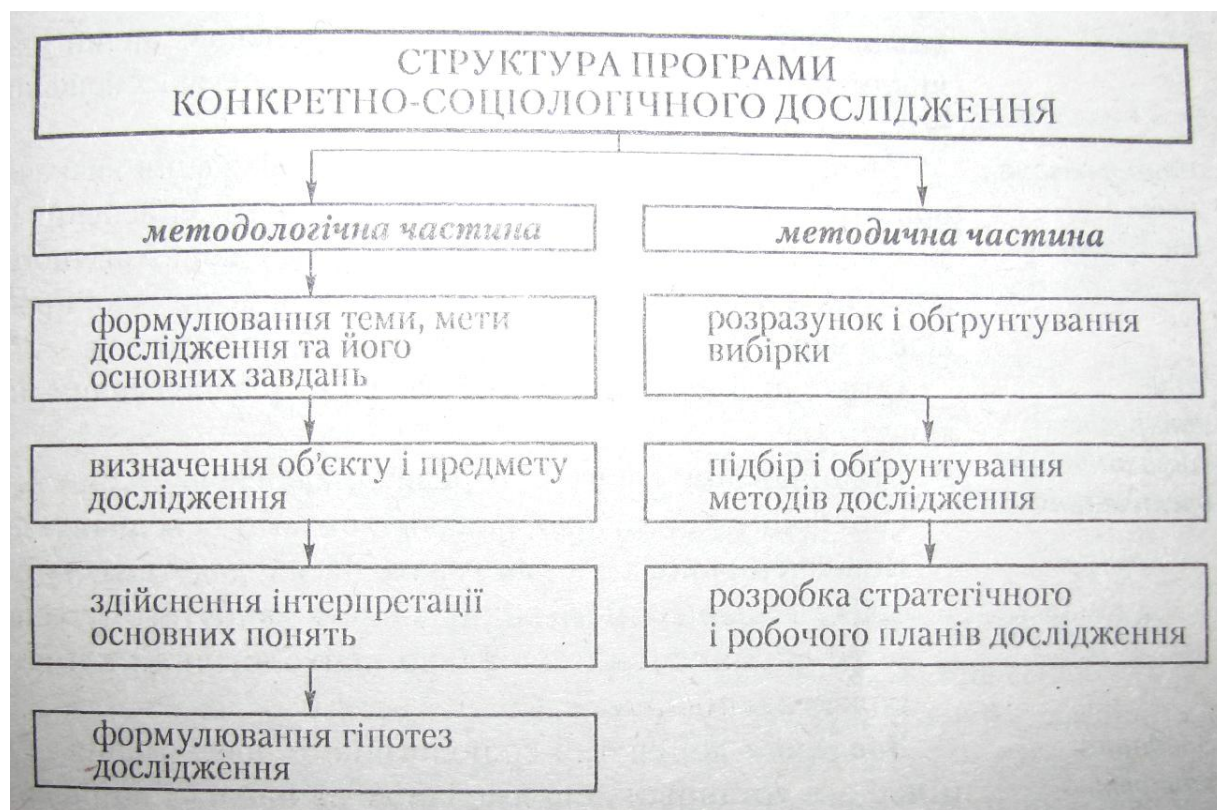 СТРУКТУРА ПРОГРАМИ
КОНКРЕТНО-СОЦІОЛОГІЧНОГО ДОСЛІДЖЕННЯ
методологічна частина
формулювання теми, мети
дослідження та його
основних завдань
визначення об'єкту і предмету
дослідження
здійснення інтерпретації
основних понять
формулювання гіпотез
дослідження
методична частина
розразунок і обґрунтування
вибірки
підбір і обґрунтування
методів дослідження
розробка стратегічного
і робочого планів дослідження